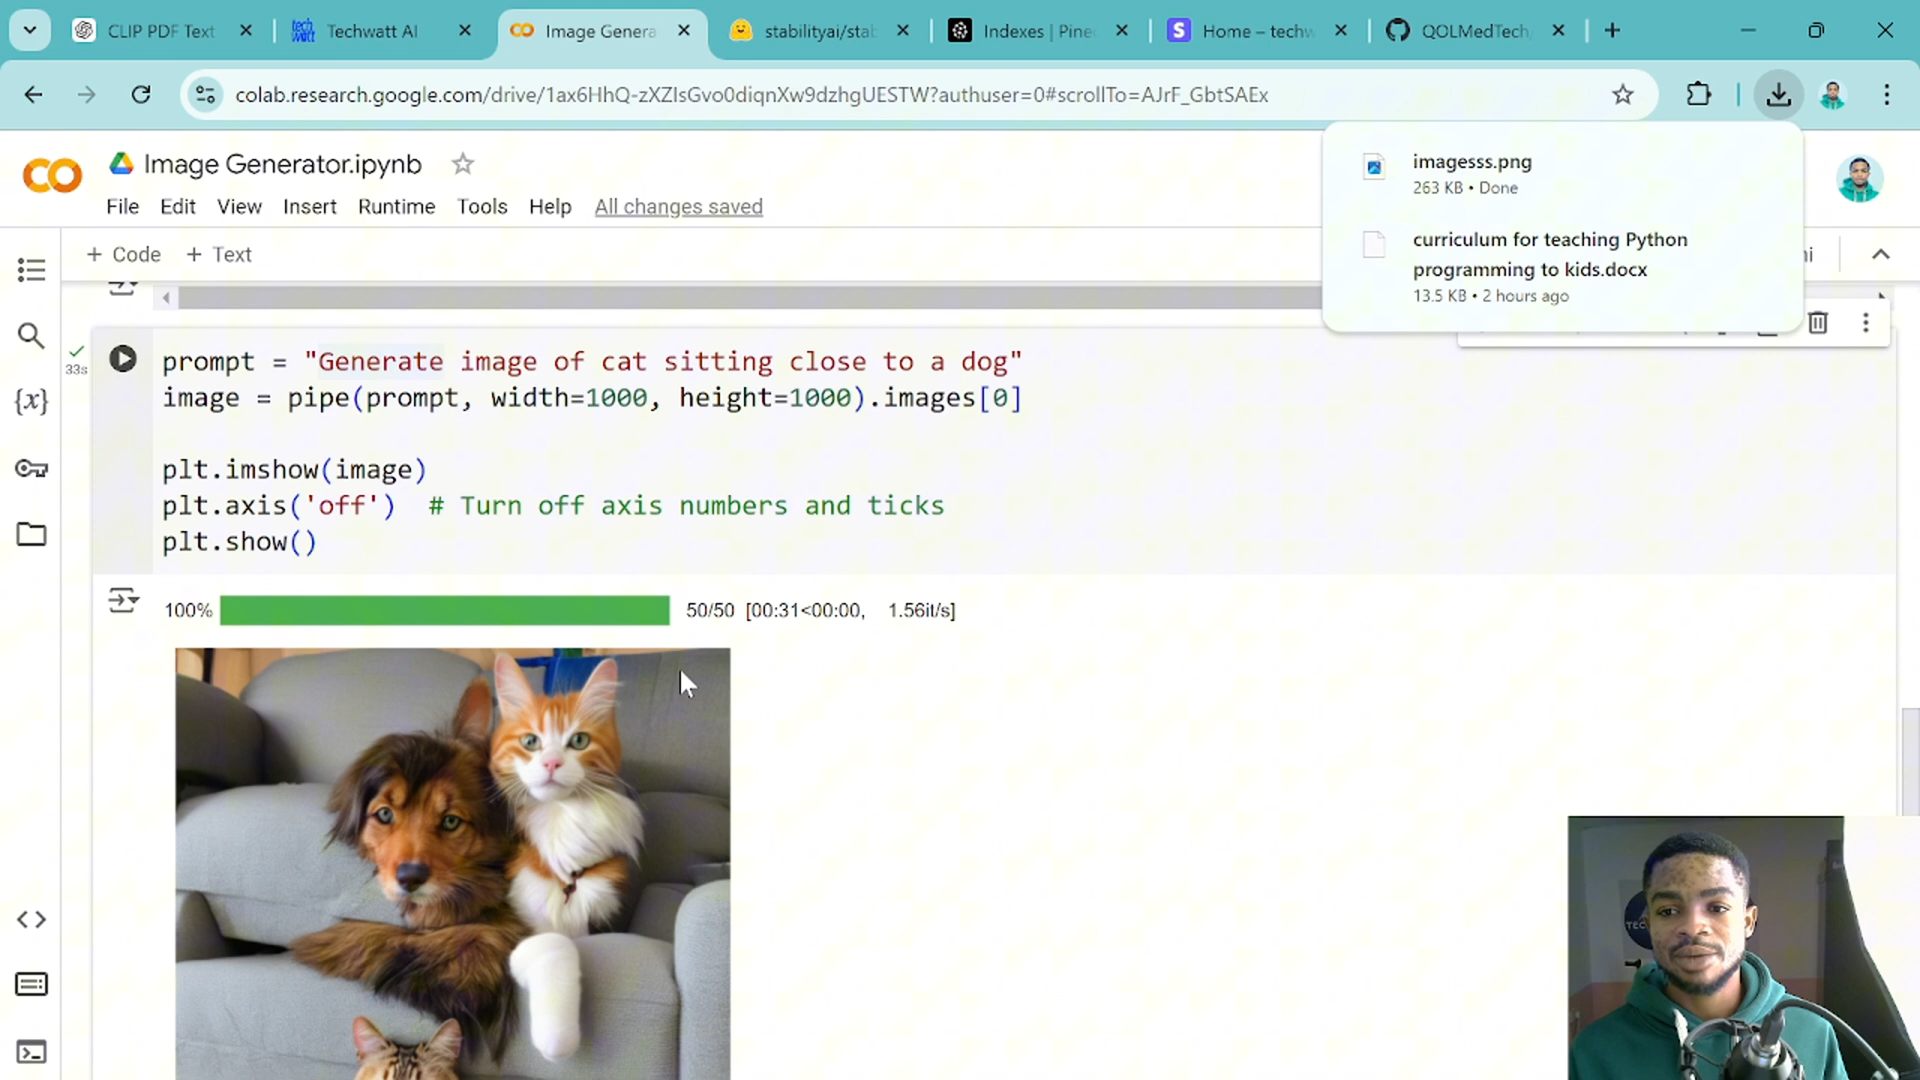 CLIP PDF Text
Techwatt AI
Image Genera
stabilityai/stab
Indexes | Pine
Home – techw
QOLMedTech/
colab.research.google.com/drive/1ax6HhQ-zXZIsGvo0diqnXw9dzhgUESTW?authuser=0#scrollTo=AJrF_GbtSAEx
imagesss.png
263 KB • Done
curriculum for teaching Python
programming to kids.docx
13.5 KB • 2 hours ago
CO
Image Generator.ipynb
File Edit View Insert Runtime Tools Help All changes saved
+ Code + Text
33s
prompt = "Generate image of cat sitting close to a dog"
image = pipe(prompt, width=1000, height=1000).images[0]
plt.imshow(image)
plt.axis('off') # Turn off axis numbers and ticks
plt.show()
100% 50/50 [00:31<00:00, 1.56it/s]
{x}